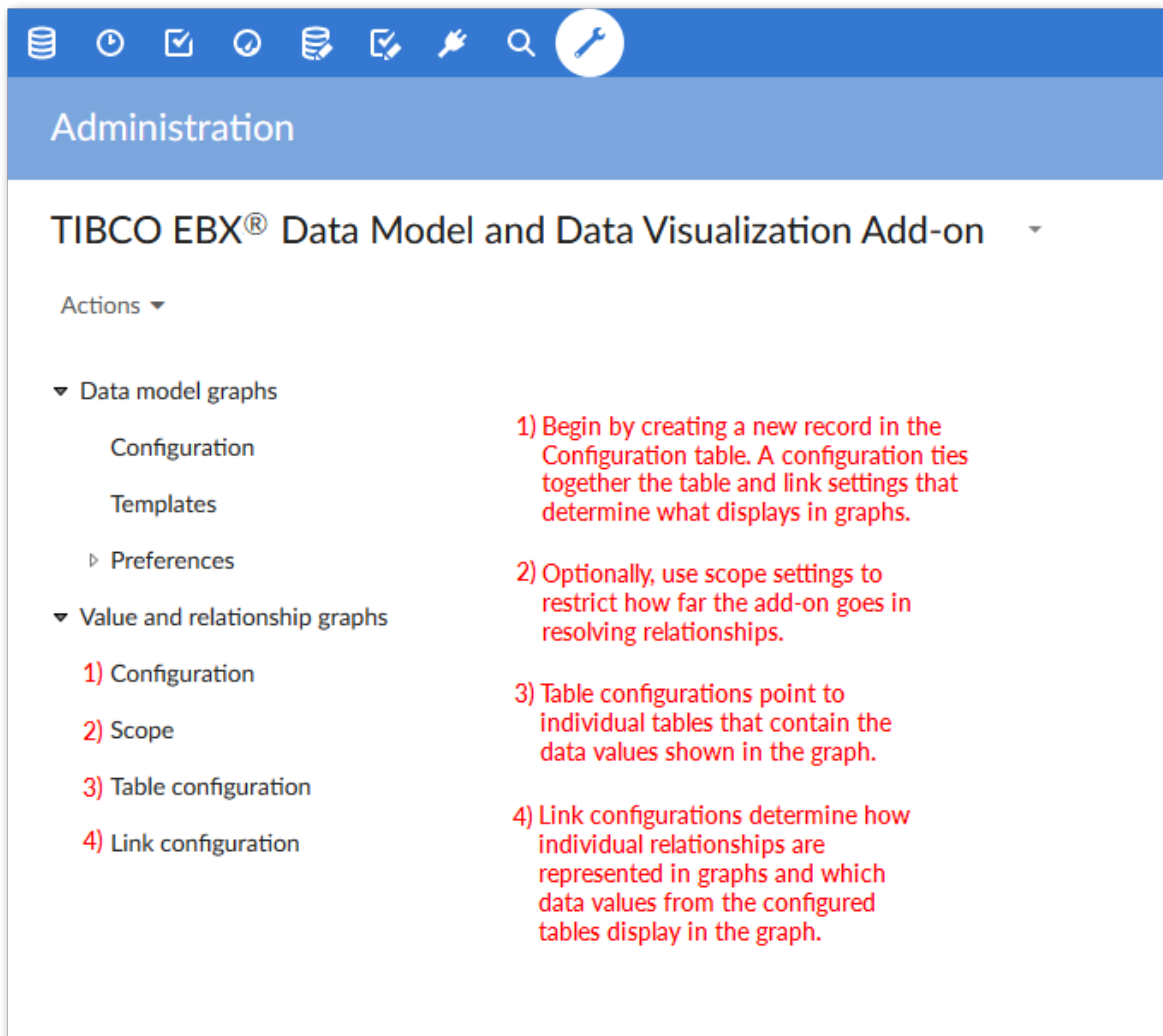 Administration
TIBCO EBX® Data Model and Data Visualization Add-on
Actions
Data model graphs
Configuration
Templates
Preferences
Value and relationship graphs
1) Configuration
2) Scope
3) Table configuration
4) Link configuration
1) Begin by creating a new record in the
Configuration table. A configuration ties
together the table and link settings that
determine what displays in graphs.
2) Optionally, use scope settings to
restrict how far the add-on goes in
resolving relationships.
3) Table configurations point to
individual tables that contain the
data values shown in the graph.
4) Link configurations determine how
individual relationships are
represented in graphs and which
data values from the configured
tables display in the graph.